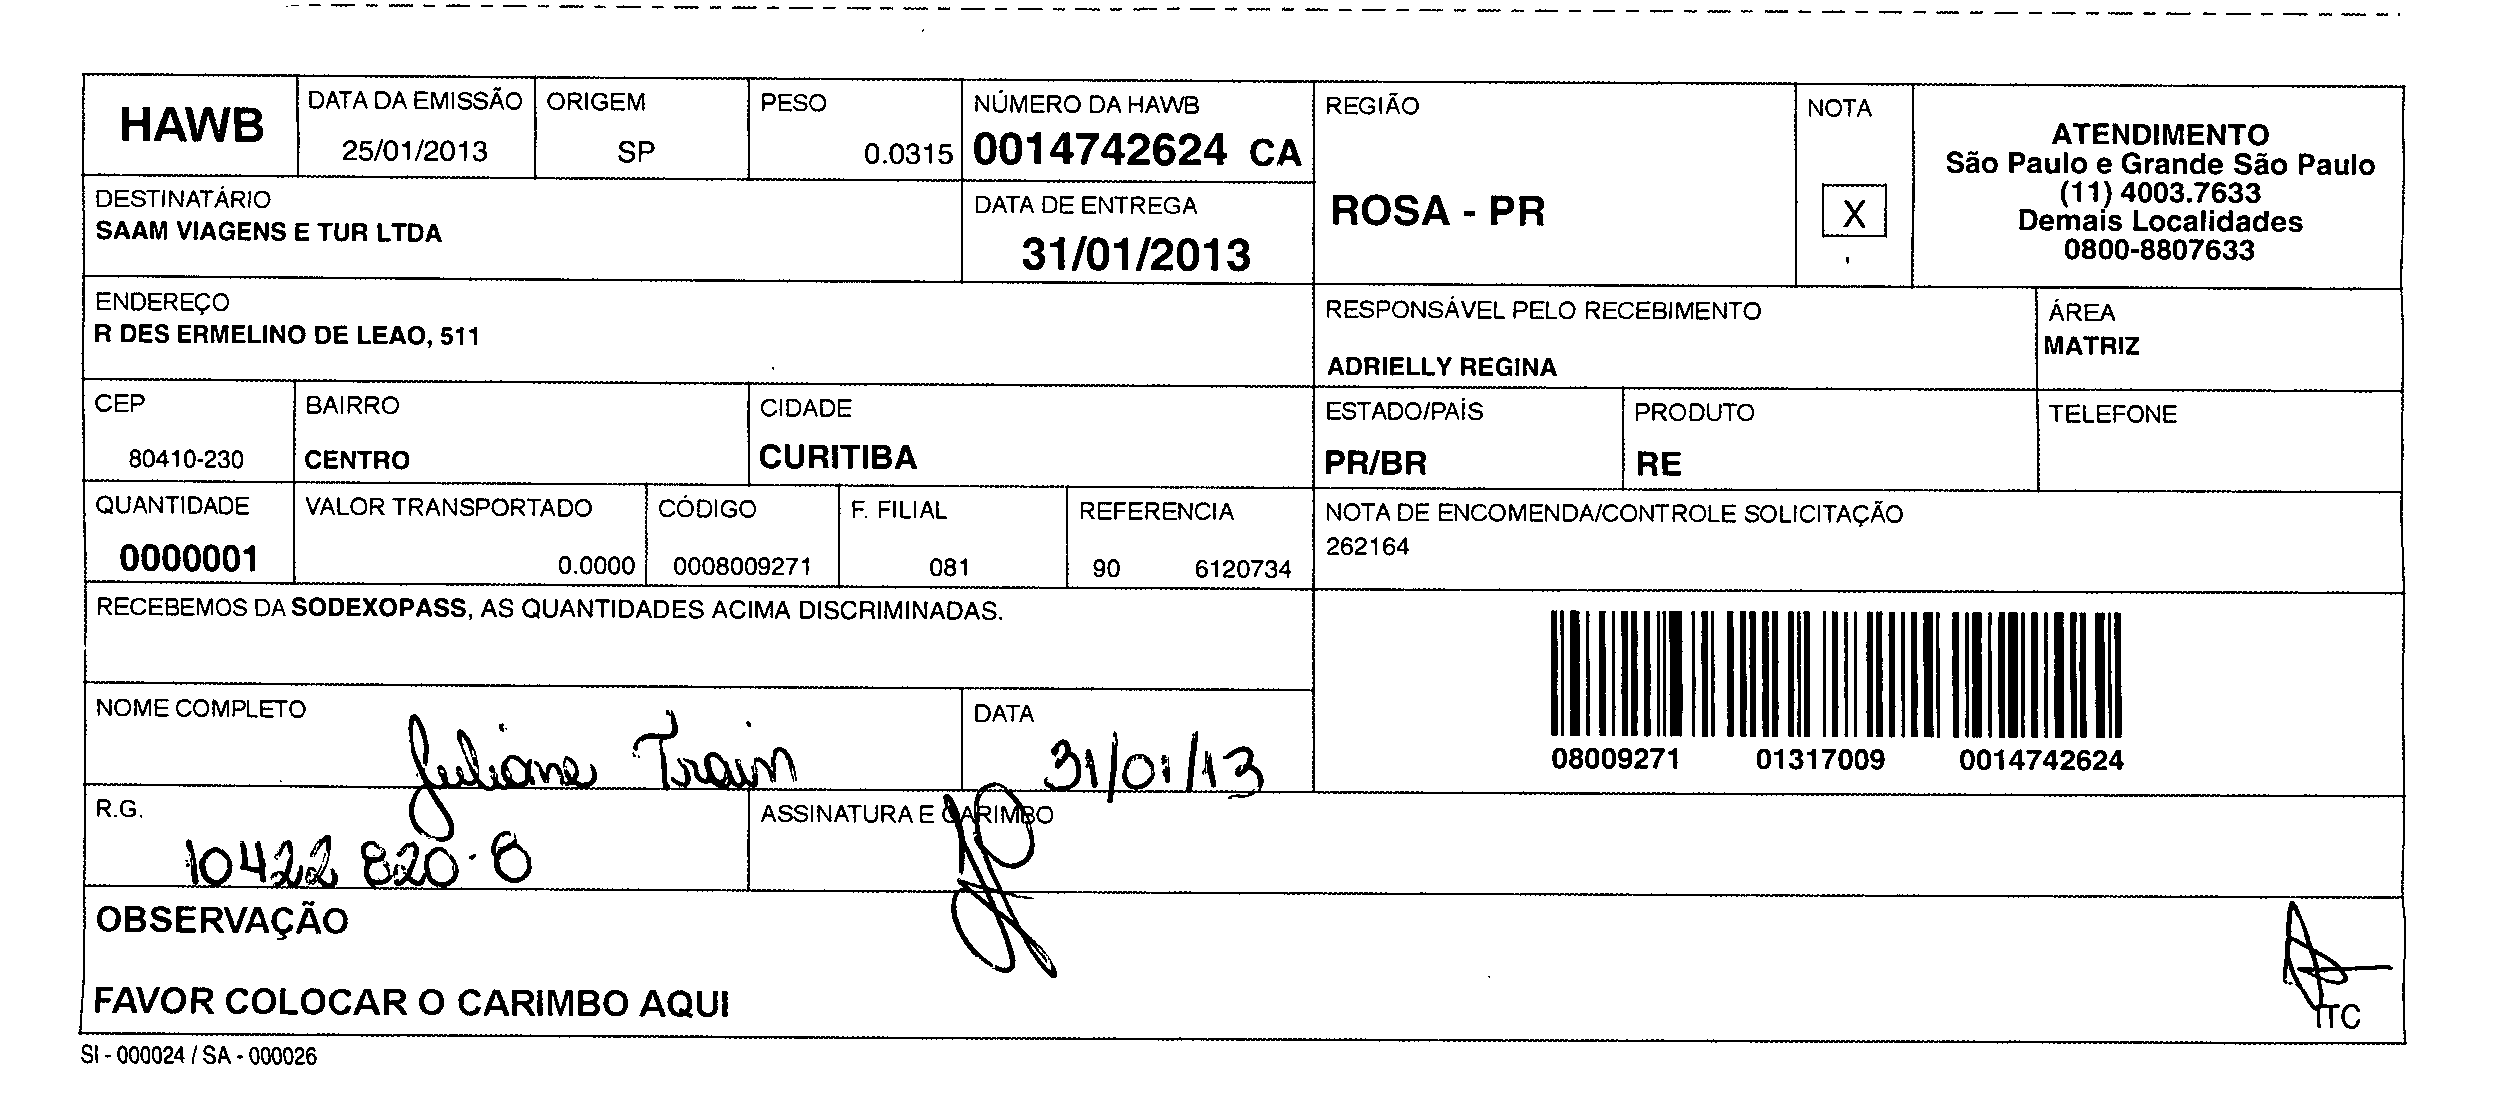 HAWB
DATA DA EMISSÃO
25/01/2013
ORIGEM
SP
PESO
0.0315
NÚMERO DA HAWB
0014742624 CA
REGIÃO
ROSA - PR
NOTA
X
ATENDIMENTO
São Paulo e Grande São Paulo
(11) 4003.7633
Demais Localidades
0800-8807633
DESTINATÁRIO
SAAM VIAGENS E TUR LTDA
DATA DE ENTREGA
31/01/2013
ENDEREÇO
R DES ERMELINO DE LEAO, 511
RESPONSÁVEL PELO RECEBIMENTO
ADRIELLY REGINA
ÁREA
MATRIZ
CEP
80410-230
BAIRRO
CENTRO
CIDADE
CURITIBA
ESTADO/PAÍS
PR/BR
PRODUTO
RE
TELEFONE
QUANTIDADE
0000001
VALOR TRANSPORTADO
0.0000
CÓDIGO
0008009271
F. FILIAL
081
REFERENCIA
90 6120734
NOTA DE ENCOMENDA/CONTROLE SOLICITAÇÃO
262164
RECEBEMOS DA SODEXOPASS, AS QUANTIDADES ACIMA DISCRIMINADAS.
08009271 01317009 0014742624
NOME COMPLETO
Juliane Train
DATA
31/01/13
R.G.
10422820-8
ASSINATURA E CARIMBO
OBSERVAÇÃO
FAVOR COLOCAR O CARIMBO AQUI
ITC
SI - 000024 / SA - 000026